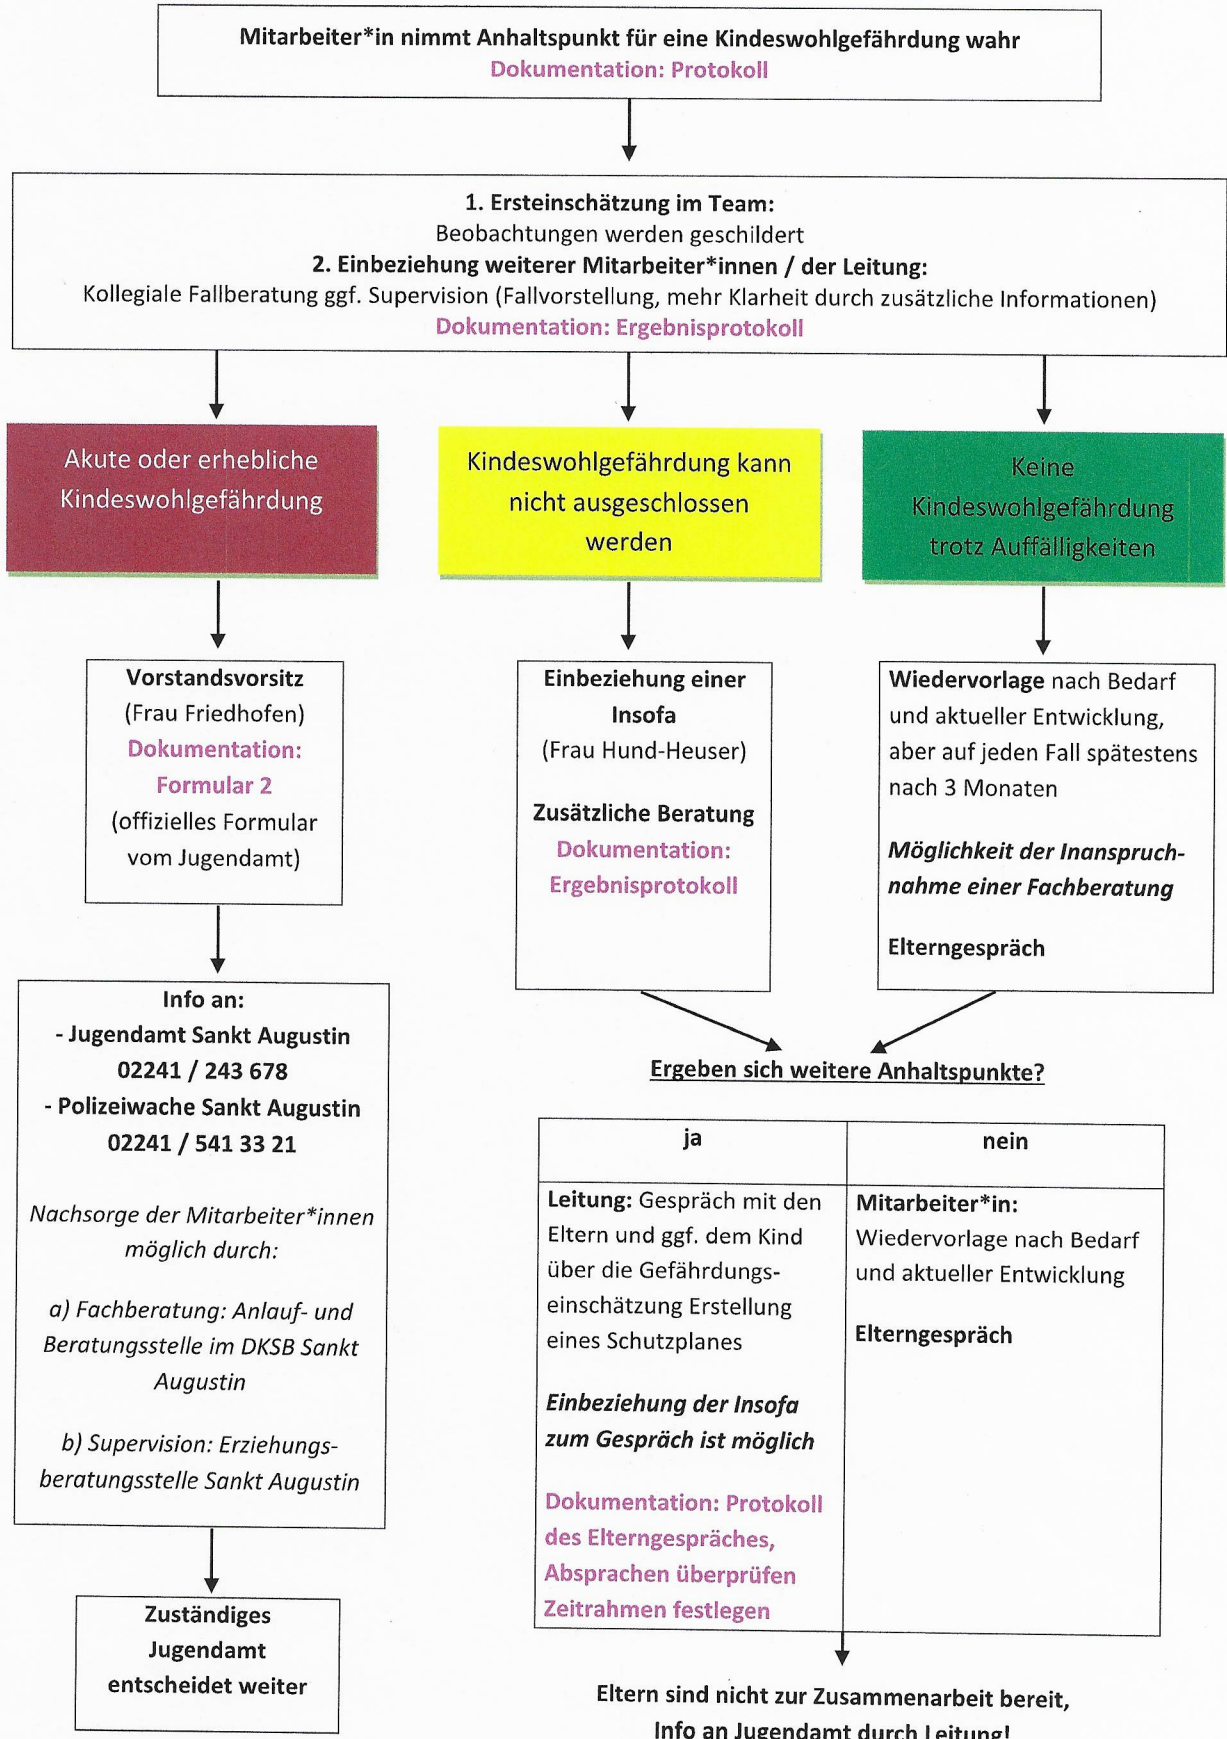 Mitarbeiter*in nimmt Anhaltspunkt für eine Kindeswohlgefährdung wahr
Dokumentation: Protokoll
1. Ersteinschätzung im Team:
Beobachtungen werden geschildert
2. Einbeziehung weiterer Mitarbeiter*innen / der Leitung:
Kollegiale Fallberatung ggf. Supervision (Fallvorstellung, mehr Klarheit durch zusätzliche Informationen)
Dokumentation: Ergebnisprotokoll
Akute oder erhebliche
Kindeswohlgefährdung
Kindeswohlgefährdung kann
nicht ausgeschlossen
werden
Keine
Kindeswohlgefährdung
trotz Auffälligkeiten
Vorstandsvorsitz
(Frau Friedhofen)
Dokumentation:
Formular 2
(offizielles Formular
vom Jugendamt)
Einbeziehung einer
Insofa
(Frau Hund-Heuser)
Zusätzliche Beratung
Dokumentation:
Ergebnisprotokoll
Wiedervorlage nach Bedarf
und aktueller Entwicklung,
aber auf jeden Fall spätestens
nach 3 Monaten
Möglichkeit der Inanspruch-
nahme einer Fachberatung
Elterngespräch
Info an:
- Jugendamt Sankt Augustin
02241 / 243 678
- Polizeiwache Sankt Augustin
02241 / 541 33 21
Nachsorge der Mitarbeiter*innen
möglich durch:
a) Fachberatung: Anlauf- und
Beratungsstelle im DKSB Sankt
Augustin
b) Supervision: Erziehungs-
beratungsstelle Sankt Augustin
Zuständiges
Jugendamt
entscheidet weiter
Ergeben sich weitere Anhaltspunkte?
ja
nein
Leitung: Gespräch mit den
Eltern und ggf. dem Kind
über die Gefährdungs-
einschätzung Erstellung
eines Schutzplanes
Einbeziehung der Insofa
zum Gespräch ist möglich
Dokumentation: Protokoll
des Elterngespräches,
Absprachen überprüfen
Zeitrahmen festlegen
Mitarbeiter*in:
Wiedervorlage nach Bedarf
und aktueller Entwicklung
Elterngespräch
Eltern sind nicht zur Zusammenarbeit bereit,
Info an Jugendamt durch Leitung!